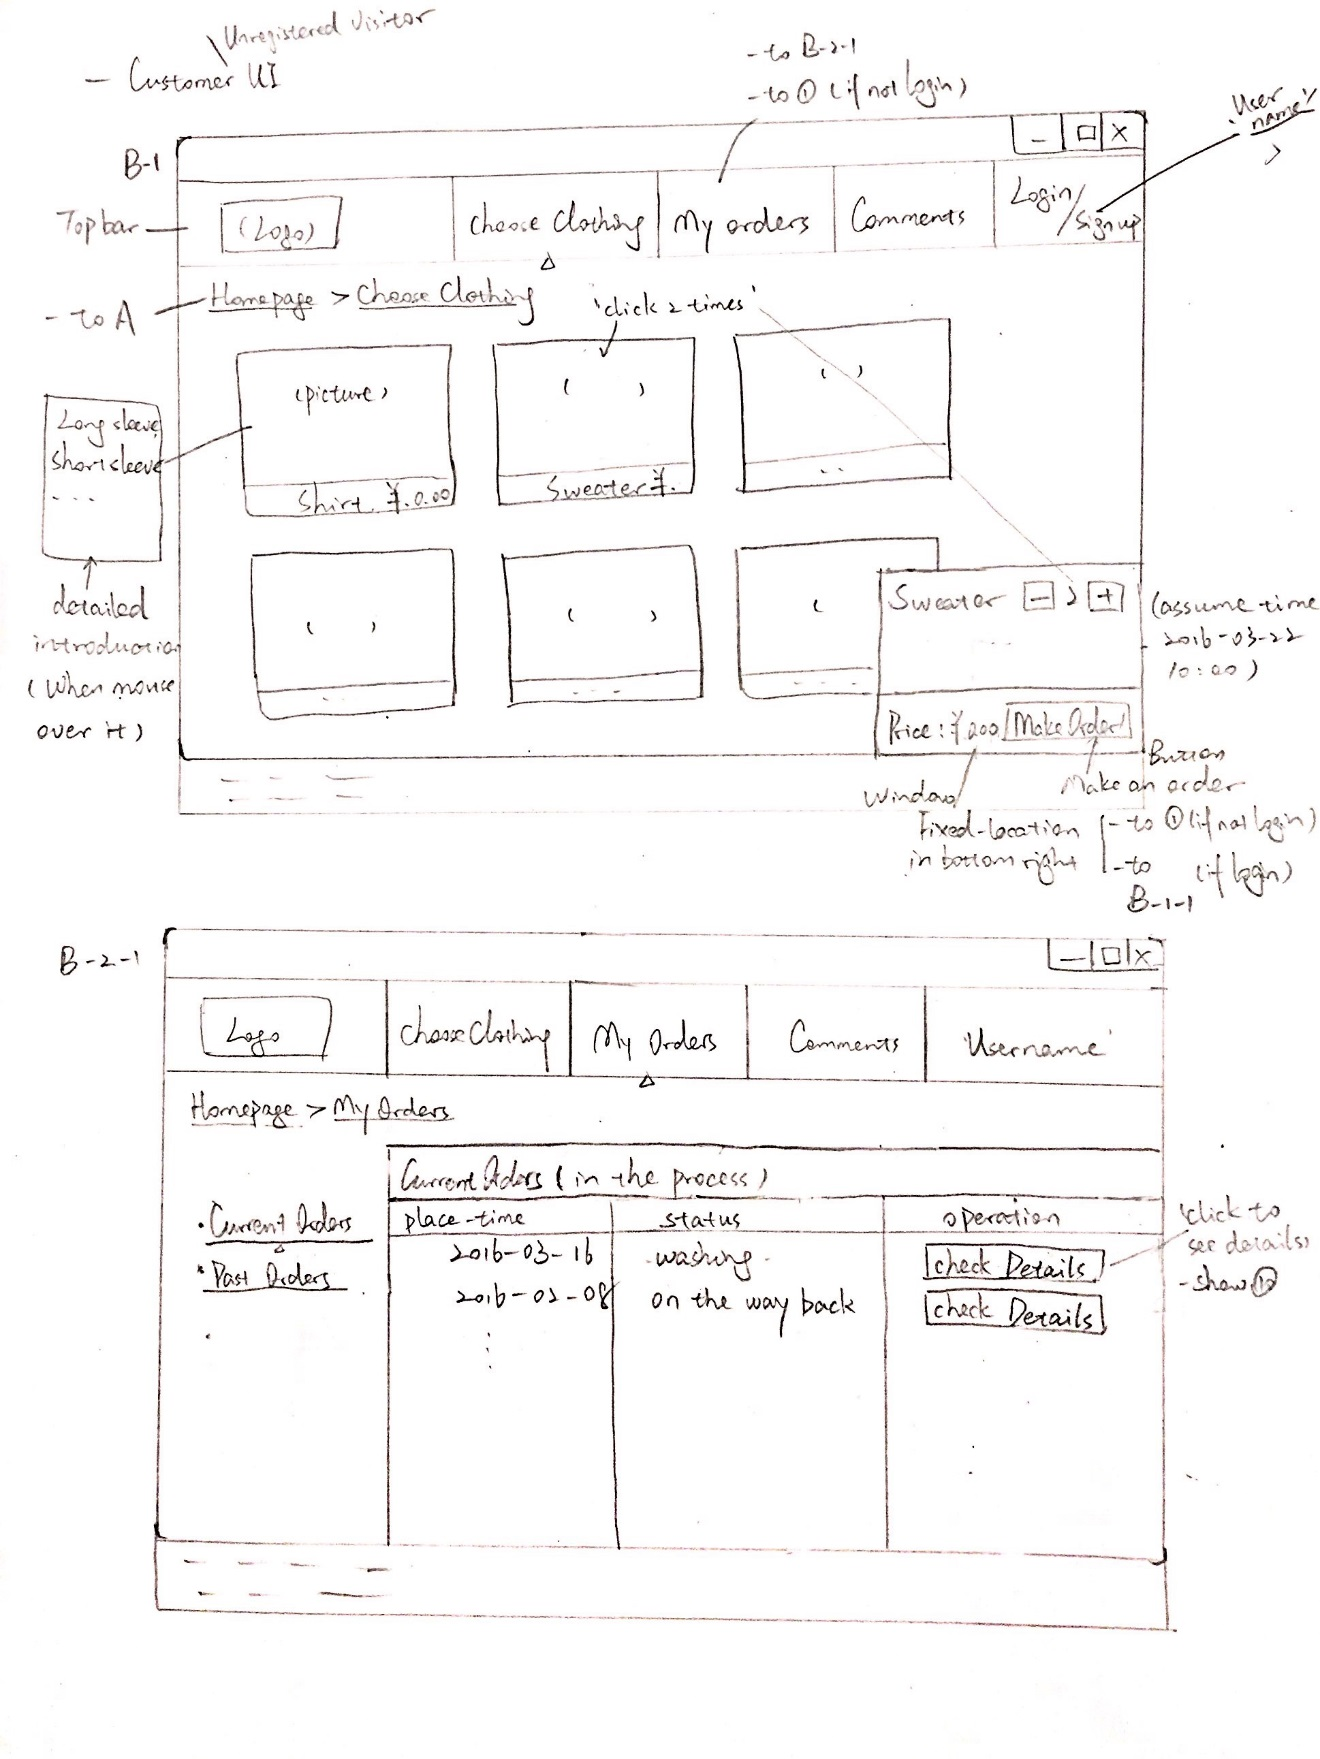 Unregistered Visitor
- Customer UI
- to B-2-1
- to ① (if not login)
'User name'
B-1
Top bar
(Logo)
Choose Clothing
My orders
Comments
Login / Sign up
- to A
Homepage > Choose Clothing
'click 2 times'
(picture)
( )
( )
Long sleeve
Short sleeve
...
Shirt ¥.0.00
Sweater ¥.
..
detailed
introduction
(When mouse
over it)
( )
( )
(
Sweater - 2 +
...
(assume time
2016-03-22
10:00)
...
Price: ¥200
Make Order
Window
Fixed-location
in bottom right
Button
Make an order
- to ① (if not login)
- to (if login)
B-1-1
B-2-1
Logo
Choose Clothing
My Orders
Comments
'Username'
Homepage > My Orders
Current Orders (in the process)
· Current Orders
· Past Orders
place-time
status
operation
2016-03-16
washing
check Details
2016-02-08
on the way back
check Details
'click to
see details'
- show ⑫